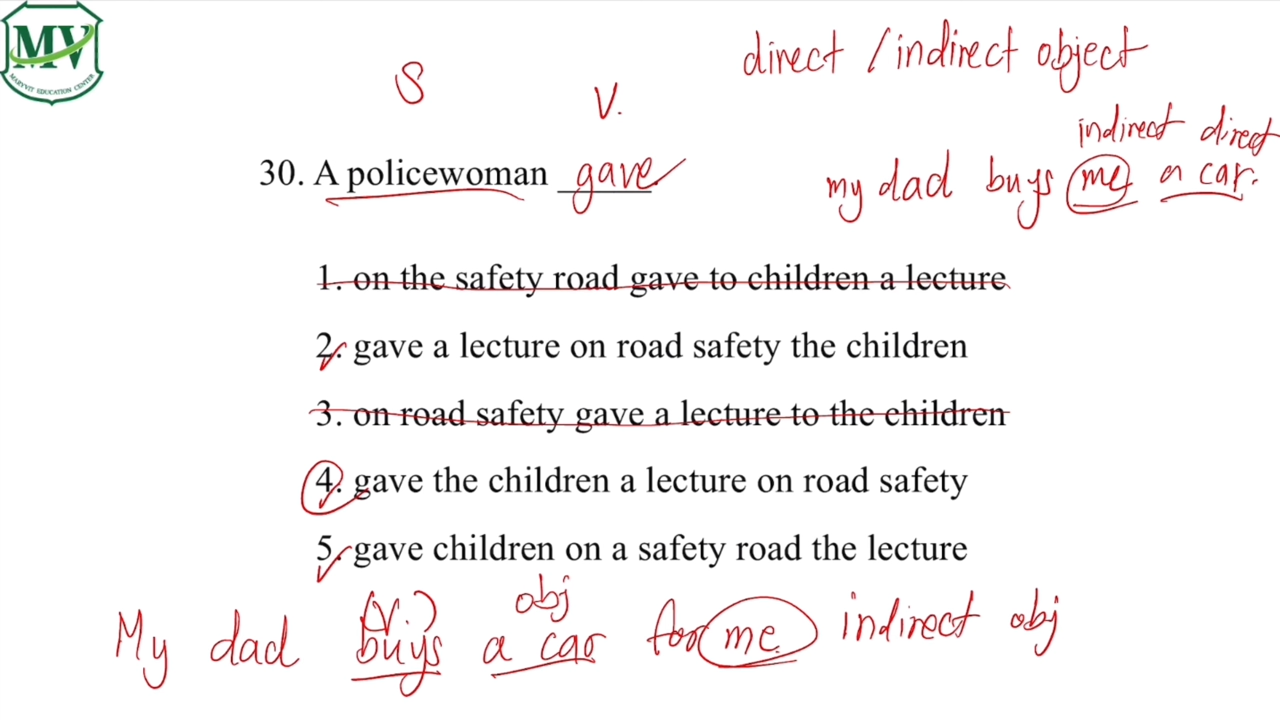 MV
MARYVIT EDUCATION CENTER
direct / indirect object
S
V.
indirect direct
my dad buys me a car.
30. A policewoman gave
1. on the safety road gave to children a lecture
2. gave a lecture on road safety the children
3. on road safety gave a lecture to the children
4. gave the children a lecture on road safety
5. gave children on a safety road the lecture
(V.) obj
My dad buys a car for me indirect obj